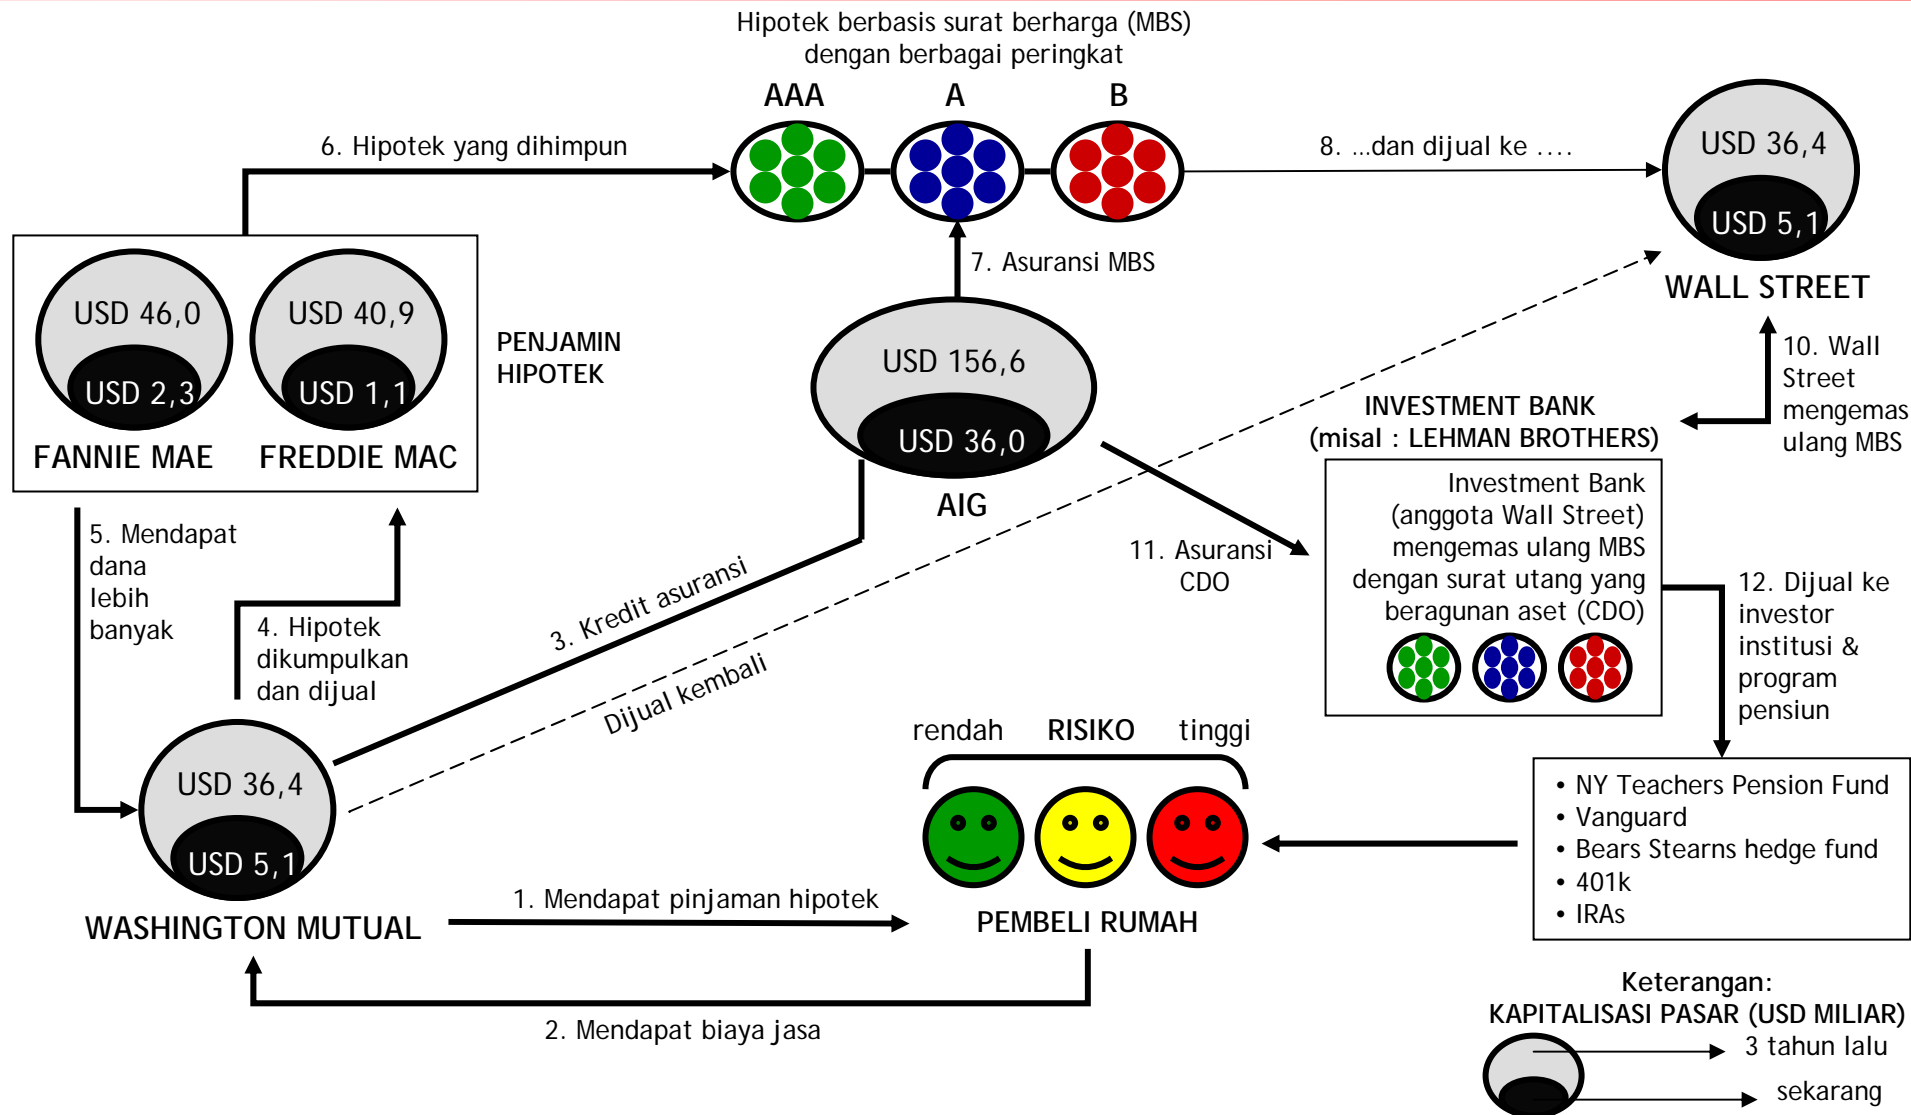 Hipotek berbasis surat berharga (MBS)
dengan berbagai peringkat
AAA
A
B
6. Hipotek yang dihimpun
8. ...dan dijual ke ....
USD 36,4
USD 5,1
WALL STREET
7. Asuransi MBS
USD 46,0
USD 2,3
FANNIE MAE
USD 40,9
USD 1,1
FREDDIE MAC
PENJAMIN
HIPOTEK
USD 156,6
USD 36,0
AIG
10. Wall
Street
mengemas
ulang MBS
INVESTMENT BANK
(misal : LEHMAN BROTHERS)
Investment Bank
(anggota Wall Street)
mengemas ulang MBS
dengan surat utang yang
beragunan aset (CDO)
5. Mendapat
dana
lebih
banyak
4. Hipotek
dikumpulkan
dan dijual
3. Kredit asuransi
Dijual kembali
11. Asuransi
CDO
12. Dijual ke
investor
institusi &
program
pensiun
USD 36,4
USD 5,1
WASHINGTON MUTUAL
rendah RISIKO tinggi
PEMBELI RUMAH
1. Mendapat pinjaman hipotek
2. Mendapat biaya jasa
• NY Teachers Pension Fund
• Vanguard
• Bears Stearns hedge fund
• 401k
• IRAs
Keterangan:
KAPITALISASI PASAR (USD MILIAR)
3 tahun lalu
sekarang